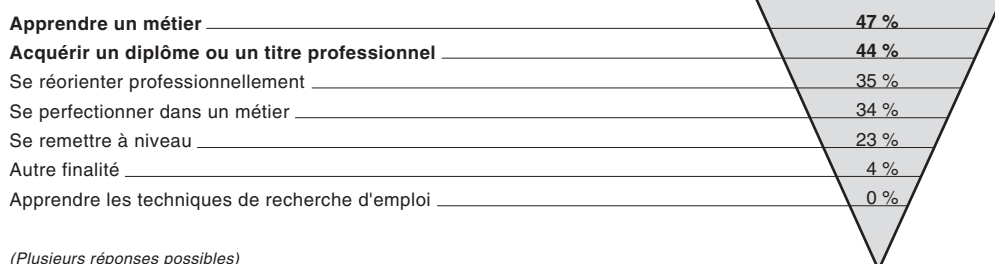 Apprendre un métier 47 %
Acquérir un diplôme ou un titre professionnel 44 %
Se réorienter professionnellement 35 %
Se perfectionner dans un métier 34 %
Se remettre à niveau 23 %
Autre finalité 4 %
Apprendre les techniques de recherche d'emploi 0 %
(Plusieurs réponses possibles)